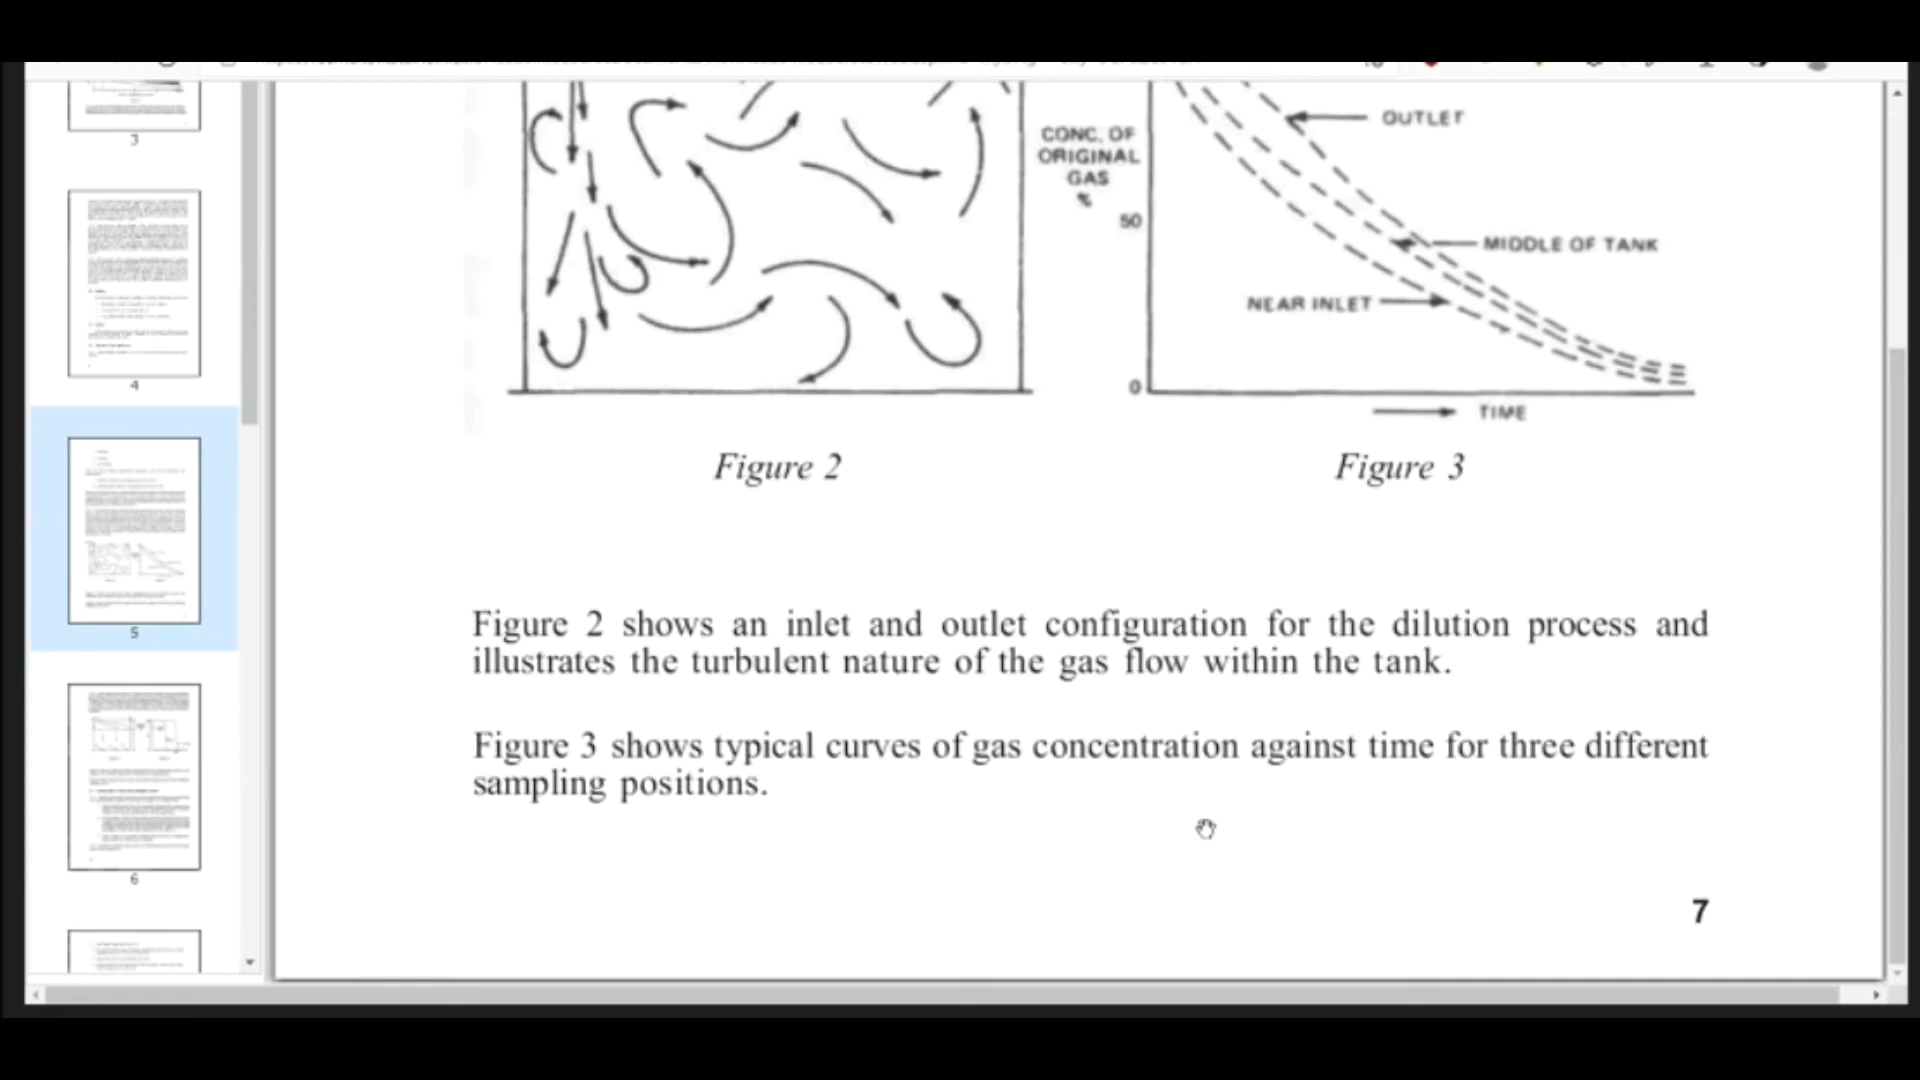 3
4
5
6
OUTLET
CONC. OF
ORIGINAL
GAS
%
50
MIDDLE OF TANK
NEAR INLET
0
TIME
Figure 2
Figure 3
Figure 2 shows an inlet and outlet configuration for the dilution process and
illustrates the turbulent nature of the gas flow within the tank.
Figure 3 shows typical curves of gas concentration against time for three different
sampling positions.
7